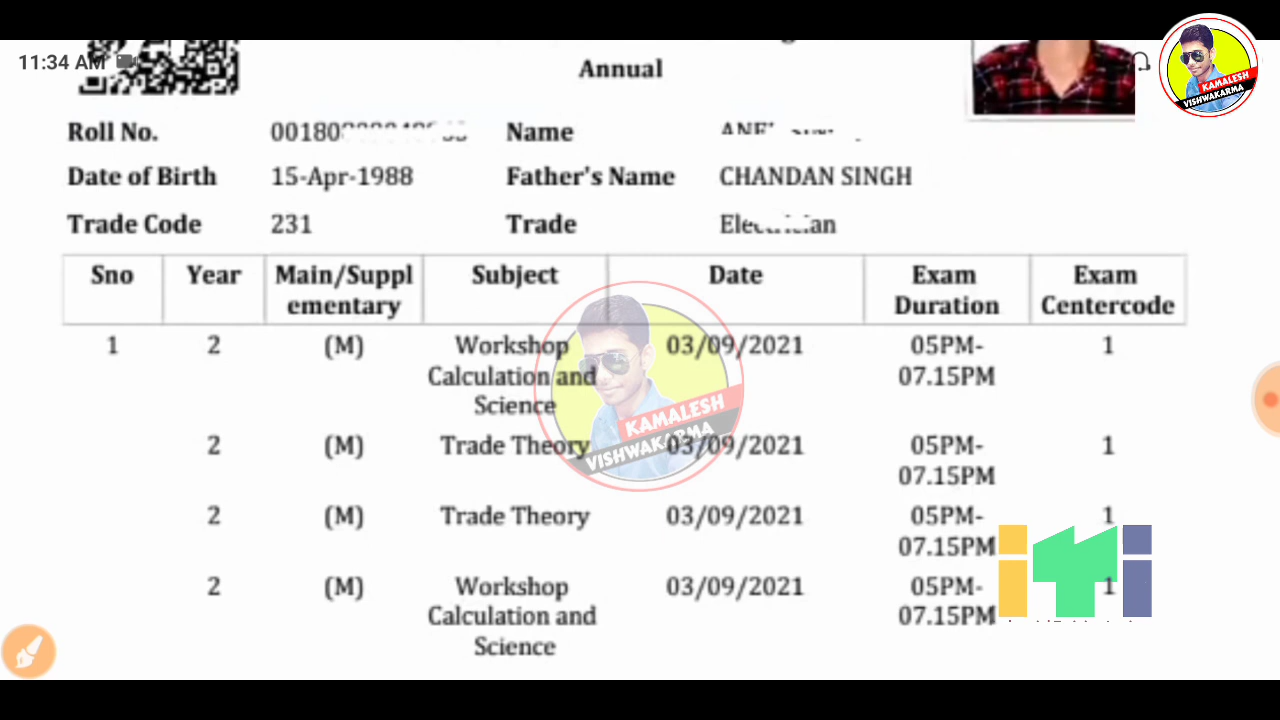 11:34 AM
Annual
KAMALESH
VISHWAKARMA
Roll No. Name
Date of Birth 15-Apr-1988 Father's Name CHANDAN SINGH
Trade Code 231 Trade Electrician
Sno Year Main/Suppl Subject Date Exam Exam
ementary Duration Centercode
1 2 (M) Workshop 03/09/2021 05PM- 1
Calculation and 07.15PM
Science
KAMALESH
VISHWAKARMA
2 (M) Trade Theory 03/09/2021 05PM- 1
07.15PM
2 (M) Trade Theory 03/09/2021 05PM- 1
07.15PM
2 (M) Workshop 03/09/2021 05PM- 1
Calculation and 07.15PM
Science
iTi